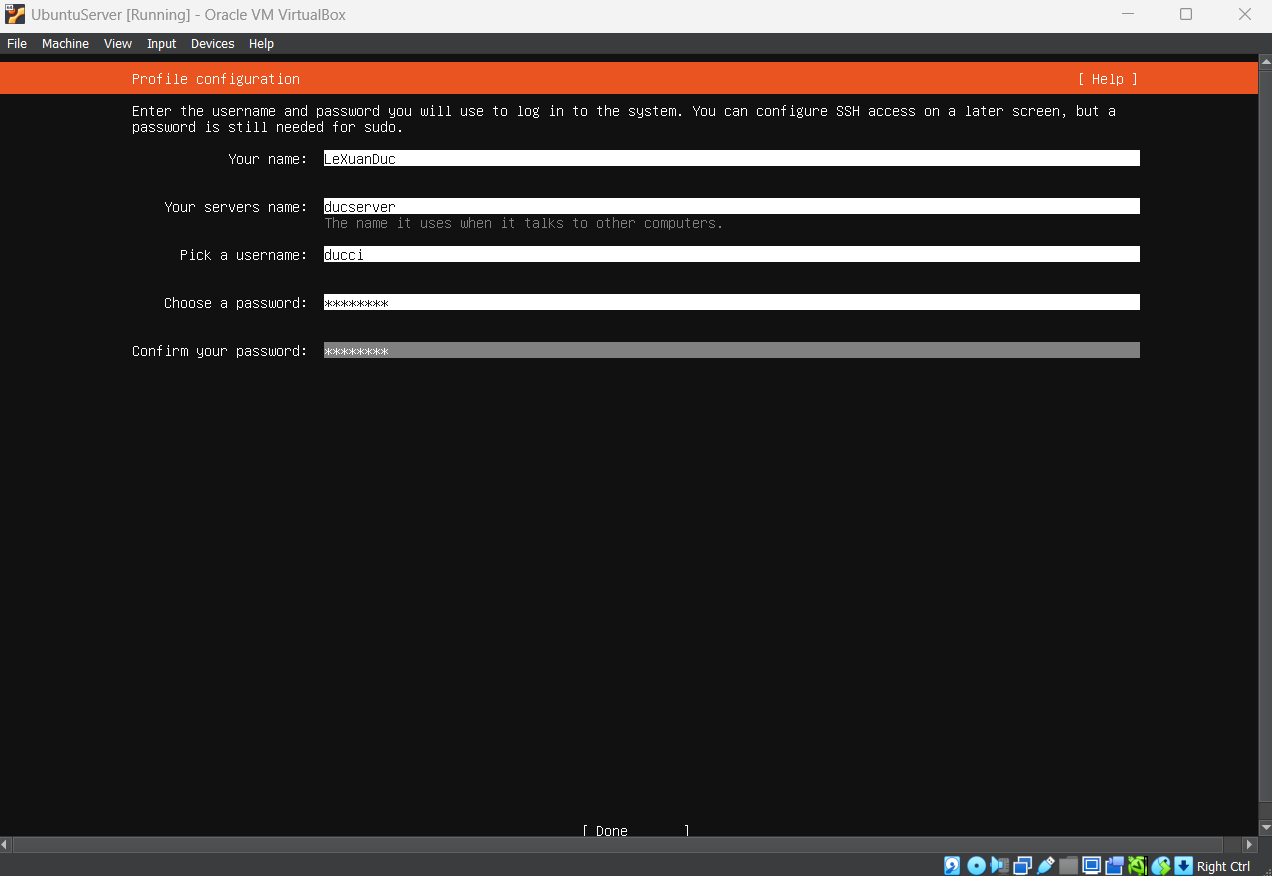 UbuntuServer [Running] - Oracle VM VirtualBox
File Machine View Input Devices Help
Profile configuration [ Help ]
Enter the username and password you will use to log in to the system. You can configure SSH access on a later screen, but a
password is still needed for sudo.
Your name: LeXuanDuc
Your servers name: ducserver
The name it uses when it talks to other computers.
Pick a username: ducci
Choose a password: ********
Confirm your password: ********
[ Done ]
Right Ctrl